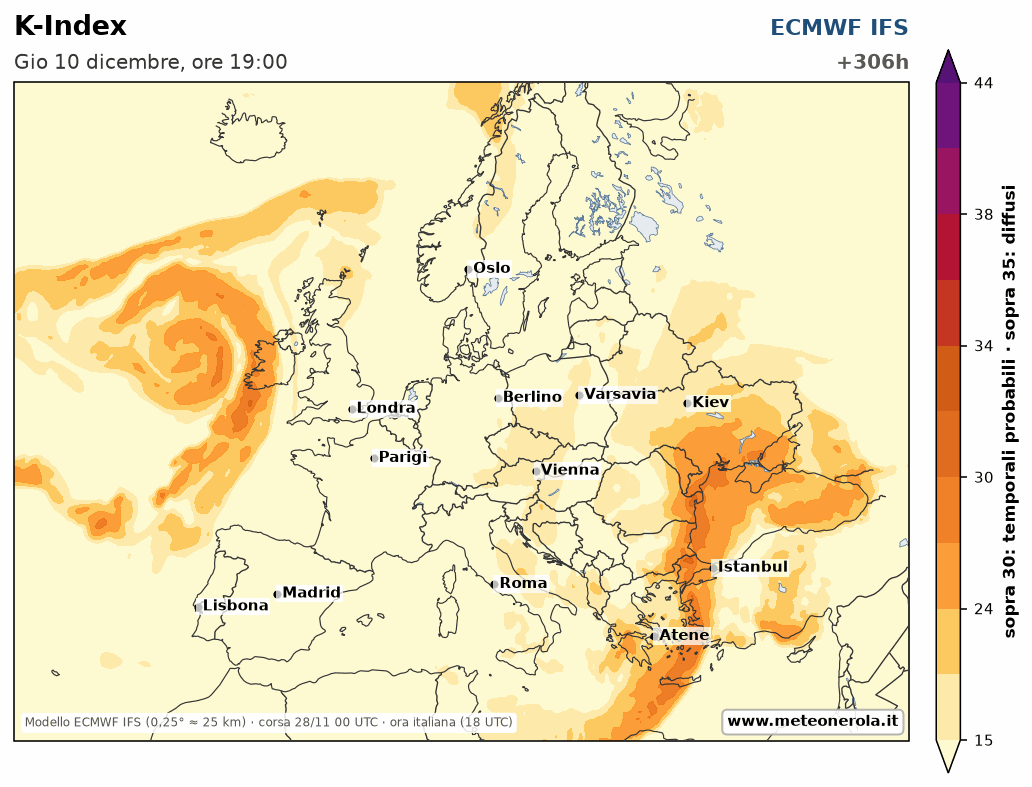 K-Index
ECMWF IFS
Gio 10 dicembre, ore 19:00
+306h
44
38
34
30
24
15
sopra 30: temporali probabili · sopra 35: diffusi
Oslo
Berlino
Varsavia
Kiev
Londra
Parigi
Vienna
Istanbul
Roma
Madrid
Lisbona
Atene
Modello ECMWF IFS (0,25° ≈ 25 km) · corsa 28/11 00 UTC · ora italiana (18 UTC)
www.meteonerola.it